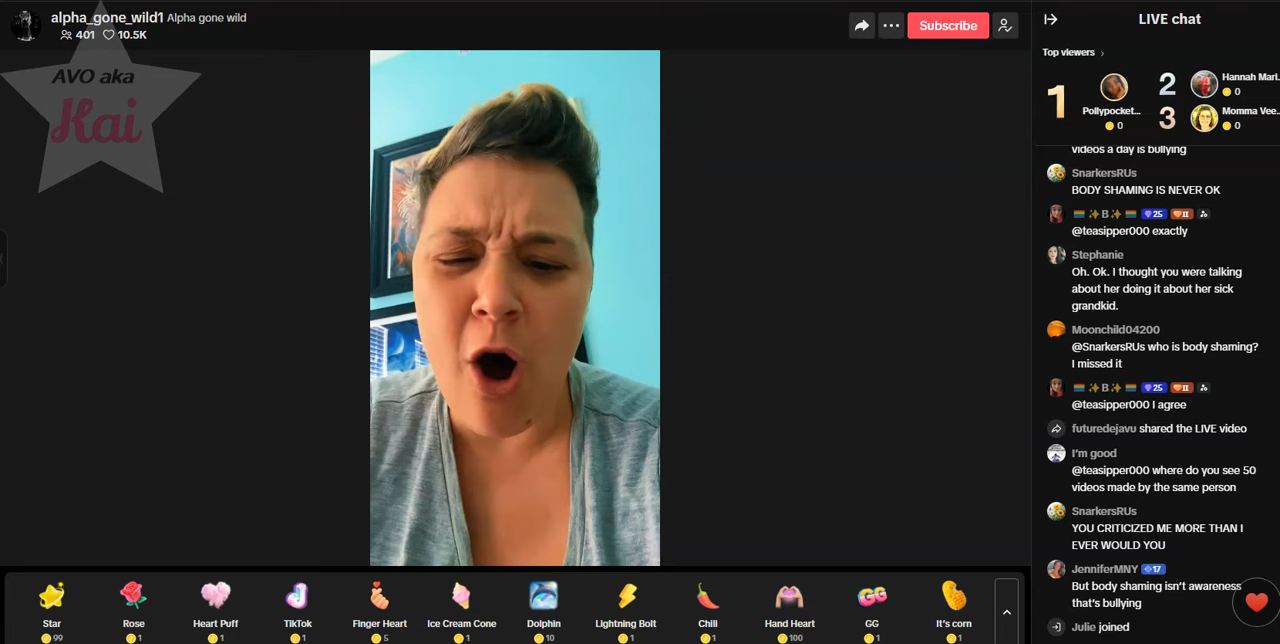 alpha_gone_wild1 Alpha gone wild
401 10.5K
Subscribe
AVO aka
Kai
LIVE chat
Top viewers
1
Pollypocket...
0
2
Hannah Marl..
0
3
Momma Vee..
0
videos a day is bullying
SnarkersRUs
BODY SHAMING IS NEVER OK
B 25 II
@teasipper000 exactly
Stephanie
Oh. Ok. I thought you were talking
about her doing it about her sick
grandkid.
Moonchild04200
@SnarkersRUs who is body shaming?
I missed it
B 25 II
@teasipper000 I agree
futuredejavu shared the LIVE video
I'm good
@teasipper000 where do you see 50
videos made by the same person
SnarkersRUs
YOU CRITICIZED ME MORE THAN I
EVER WOULD YOU
JenniferMNY 17
But body shaming isn't awareness
that's bullying
Julie joined
Star Rose Heart Puff TikTok Finger Heart Ice Cream Cone Dolphin Lightning Bolt Chili Hand Heart GG It's corn
99 1 1 1 5 1 10 1 1 100 1 1